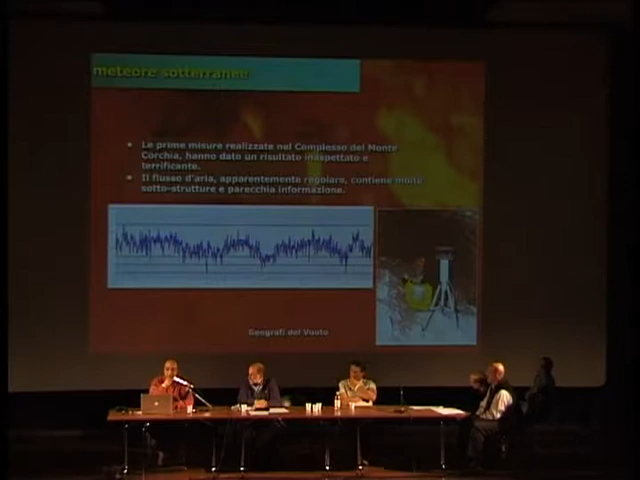 meteore sotterranee
Le prime misure realizzate nel Complesso del Monte
Corchia, hanno dato un risultato inaspettato e
terrificante.
Il flusso d'aria, apparentemente regolare, contiene molte
sotto-strutture e parecchia informazione.
Geografi del Vuoto